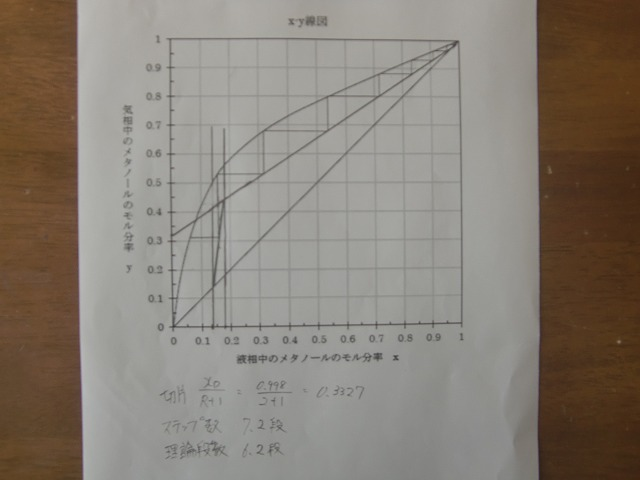 x-y線図
気相中のメタノールのモル分率 y
1
0.9
0.8
0.7
0.6
0.5
0.4
0.3
0.2
0.1
0
0 0.1 0.2 0.3 0.4 0.5 0.6 0.7 0.8 0.9 1
液相中のメタノールのモル分率 x
切片 xD/R+1 = 0.998/2+1 = 0.3327
ステップ数 7.2段
理論段数 6.2段